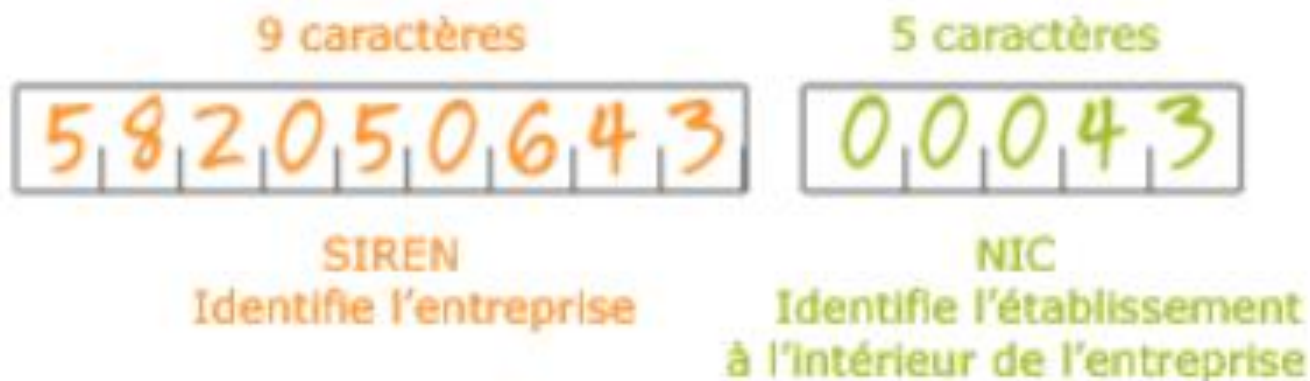 9 caractères 5 caractères
582050643 00043
SIREN NIC
Identifie l'entreprise Identifie l'établissement
à l'intérieur de l'entreprise